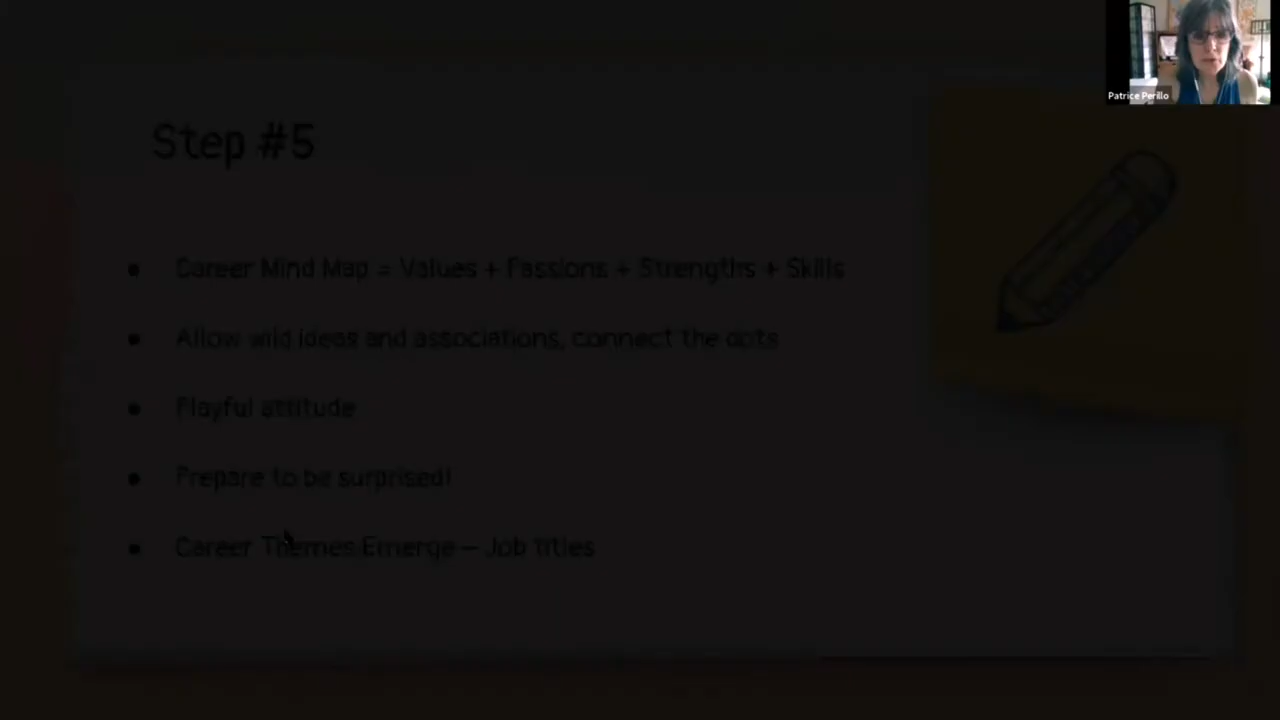 Patrice Perillo
Step #5
• Career Mind Map = Values + Passions + Strengths + Skills
• Allow wild ideas and associations, connect the dots
• Playful attitude
• Prepare to be surprised!
• Career Themes Emerge – Job Titles